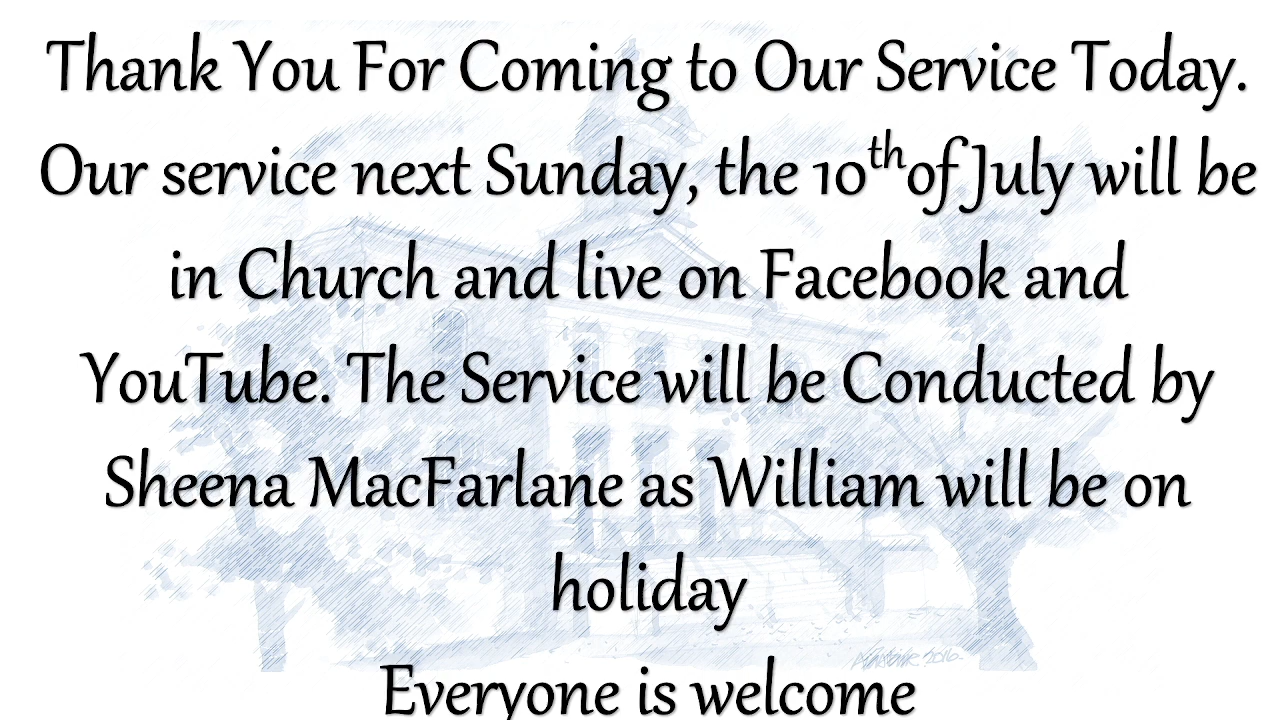 Thank You For Coming to Our Service Today.
Our service next Sunday, the 10th of July will be
in Church and live on Facebook and
YouTube. The Service will be Conducted by
Sheena MacFarlane as William will be on
holiday
Everyone is welcome
2016